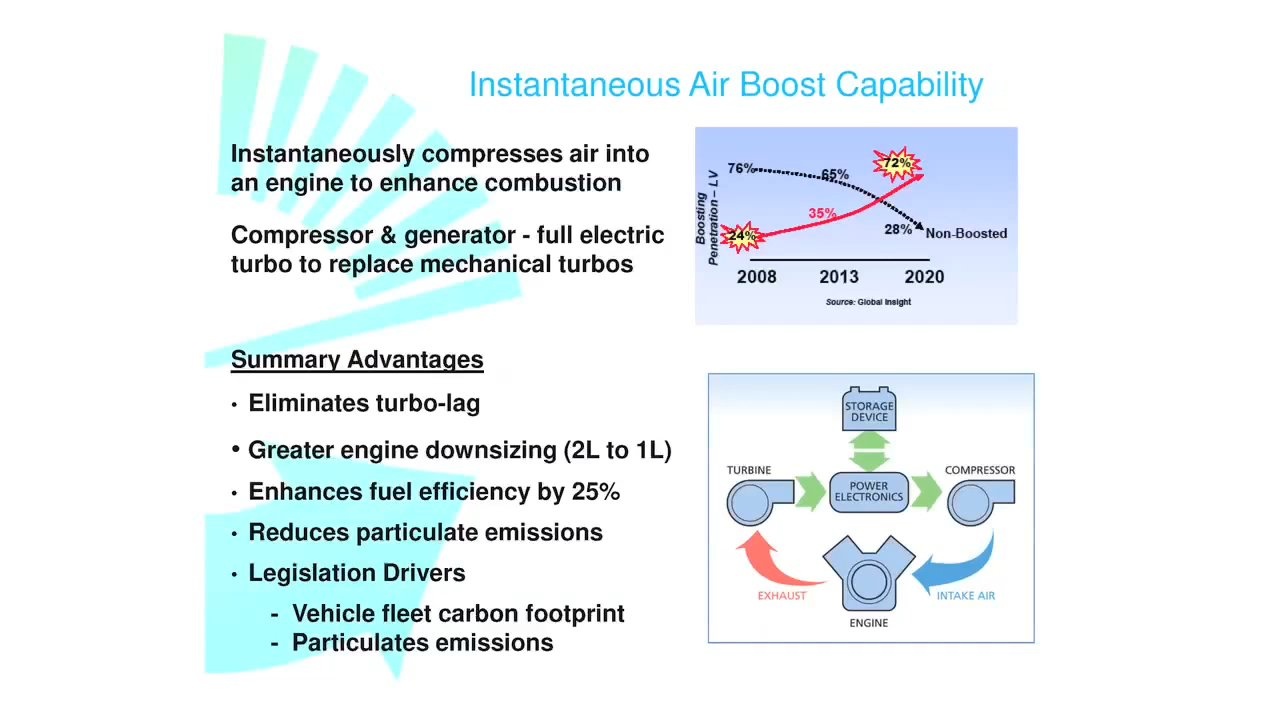 Instantaneous Air Boost Capability
Instantaneously compresses air into
an engine to enhance combustion
Compressor & generator - full electric
turbo to replace mechanical turbos
Summary Advantages
• Eliminates turbo-lag
• Greater engine downsizing (2L to 1L)
• Enhances fuel efficiency by 25%
• Reduces particulate emissions
• Legislation Drivers
- Vehicle fleet carbon footprint
- Particulates emissions
Boosting
Penetration – LV
76%
65%
72%
24%
35%
28%
Non-Boosted
2008 2013 2020
Source: Global Insight
STORAGE
DEVICE
TURBINE
POWER
ELECTRONICS
COMPRESSOR
EXHAUST
INTAKE AIR
ENGINE